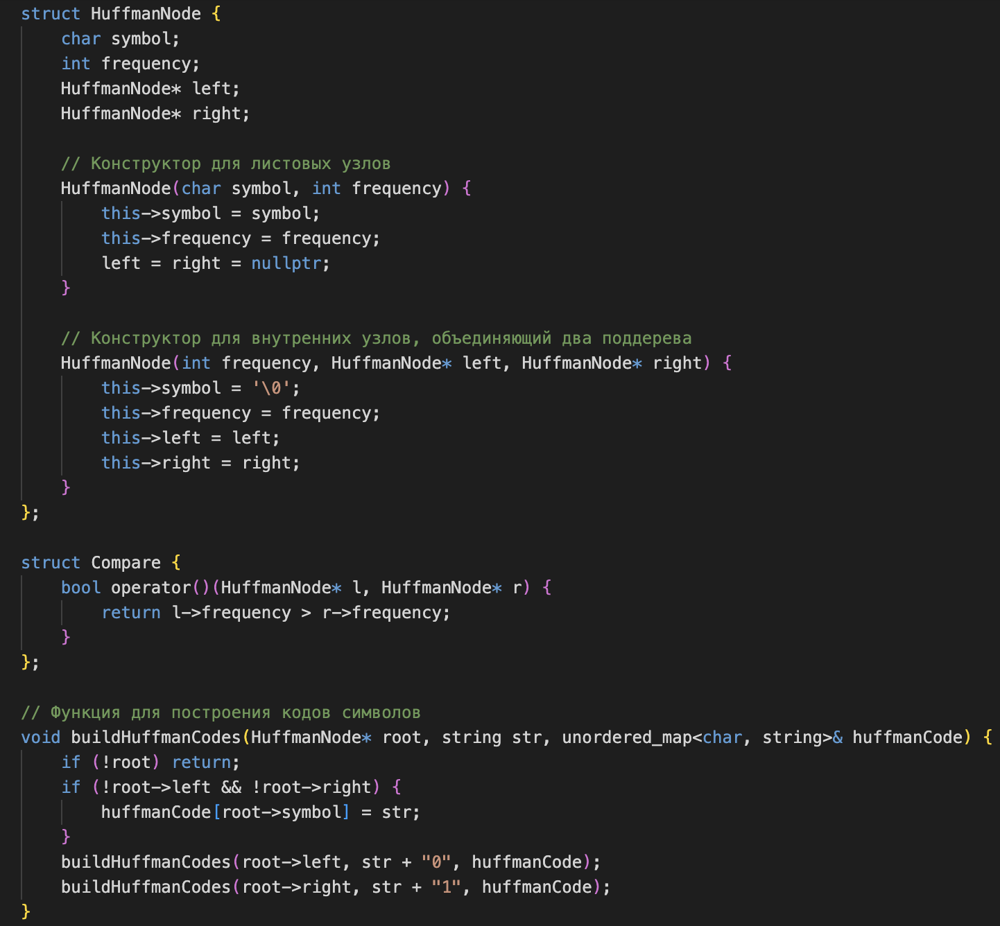 struct HuffmanNode {
    char symbol;
    int frequency;
    HuffmanNode* left;
    HuffmanNode* right;

    // Конструктор для листовых узлов
    HuffmanNode(char symbol, int frequency) {
        this->symbol = symbol;
        this->frequency = frequency;
        left = right = nullptr;
    }

    // Конструктор для внутренних узлов, объединяющий два поддерева
    HuffmanNode(int frequency, HuffmanNode* left, HuffmanNode* right) {
        this->symbol = '\0';
        this->frequency = frequency;
        this->left = left;
        this->right = right;
    }
};

struct Compare {
    bool operator()(HuffmanNode* l, HuffmanNode* r) {
        return l->frequency > r->frequency;
    }
};

// Функция для построения кодов символов
void buildHuffmanCodes(HuffmanNode* root, string str, unordered_map<char, string>& huffmanCode) {
    if (!root) return;
    if (!root->left && !root->right) {
        huffmanCode[root->symbol] = str;
    }
    buildHuffmanCodes(root->left, str + "0", huffmanCode);
    buildHuffmanCodes(root->right, str + "1", huffmanCode);
}